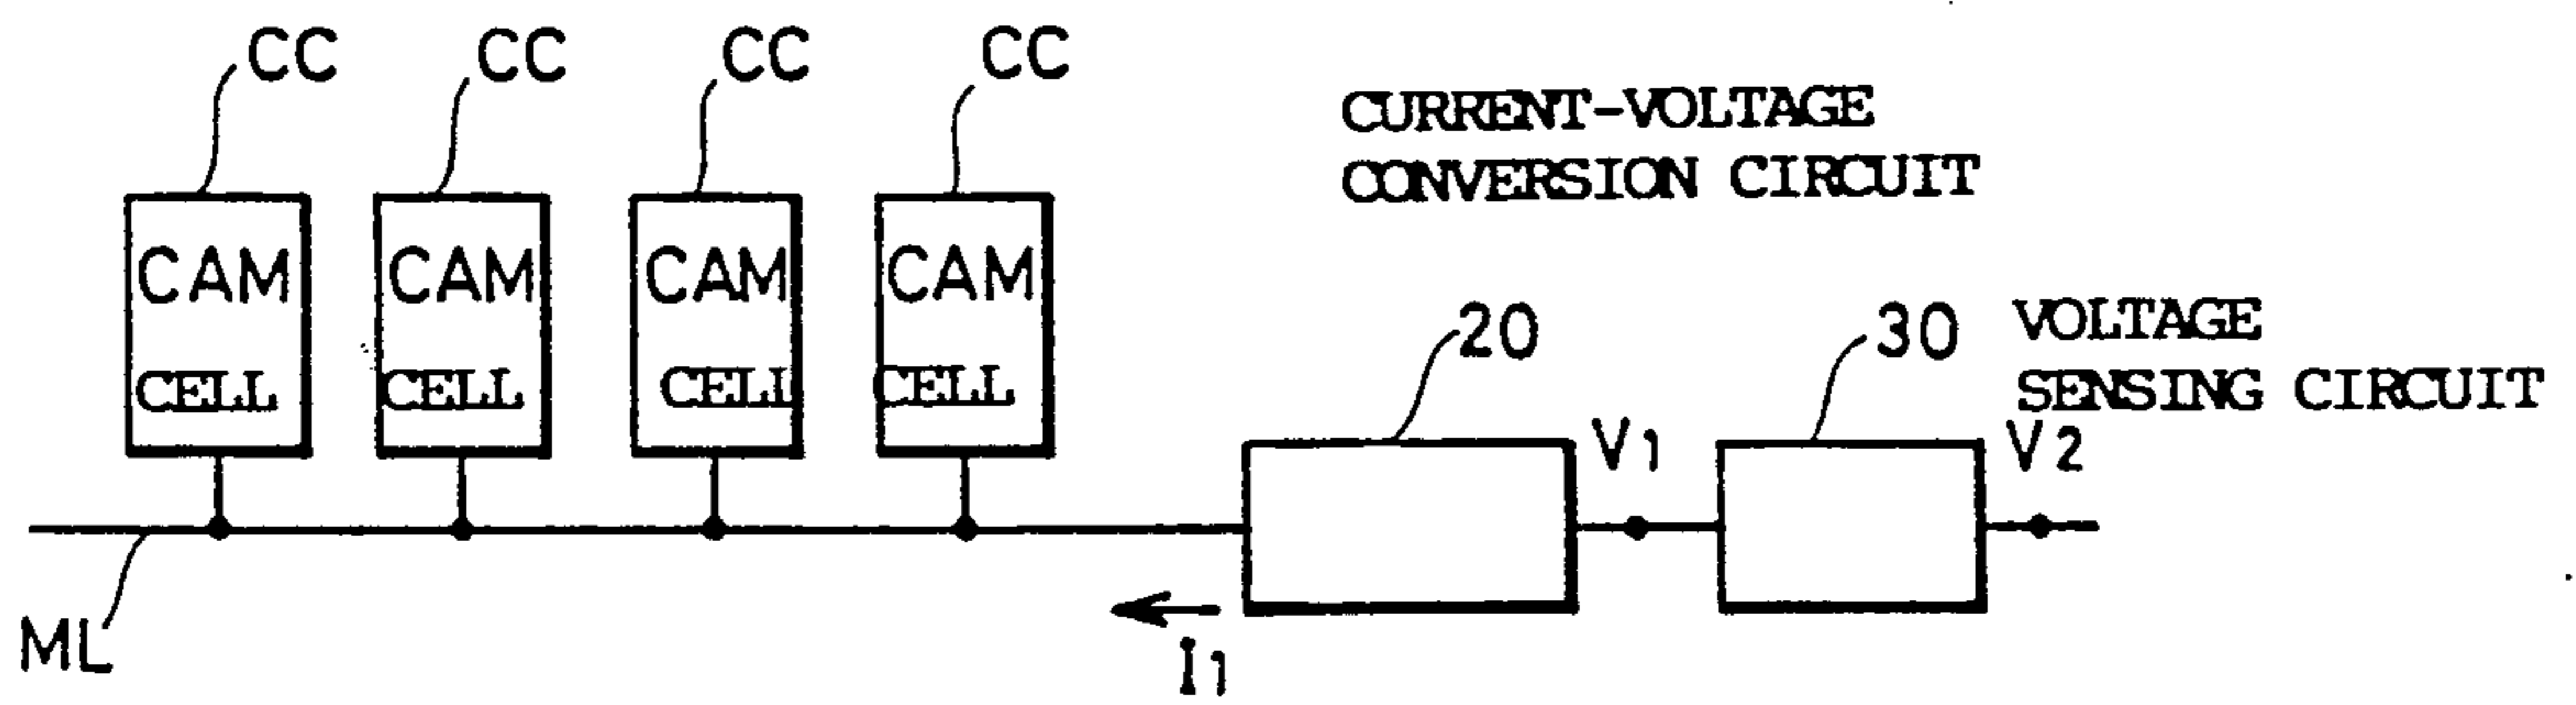 CC
CC
CC
CC
CURRENT-VOLTAGE
CONVERSION CIRCUIT
CAM
CELL
CAM
CELL
CAM
CELL
CAM
CELL
20
30
VOLTAGE
SENSING CIRCUIT
V1
V2
ML
I1